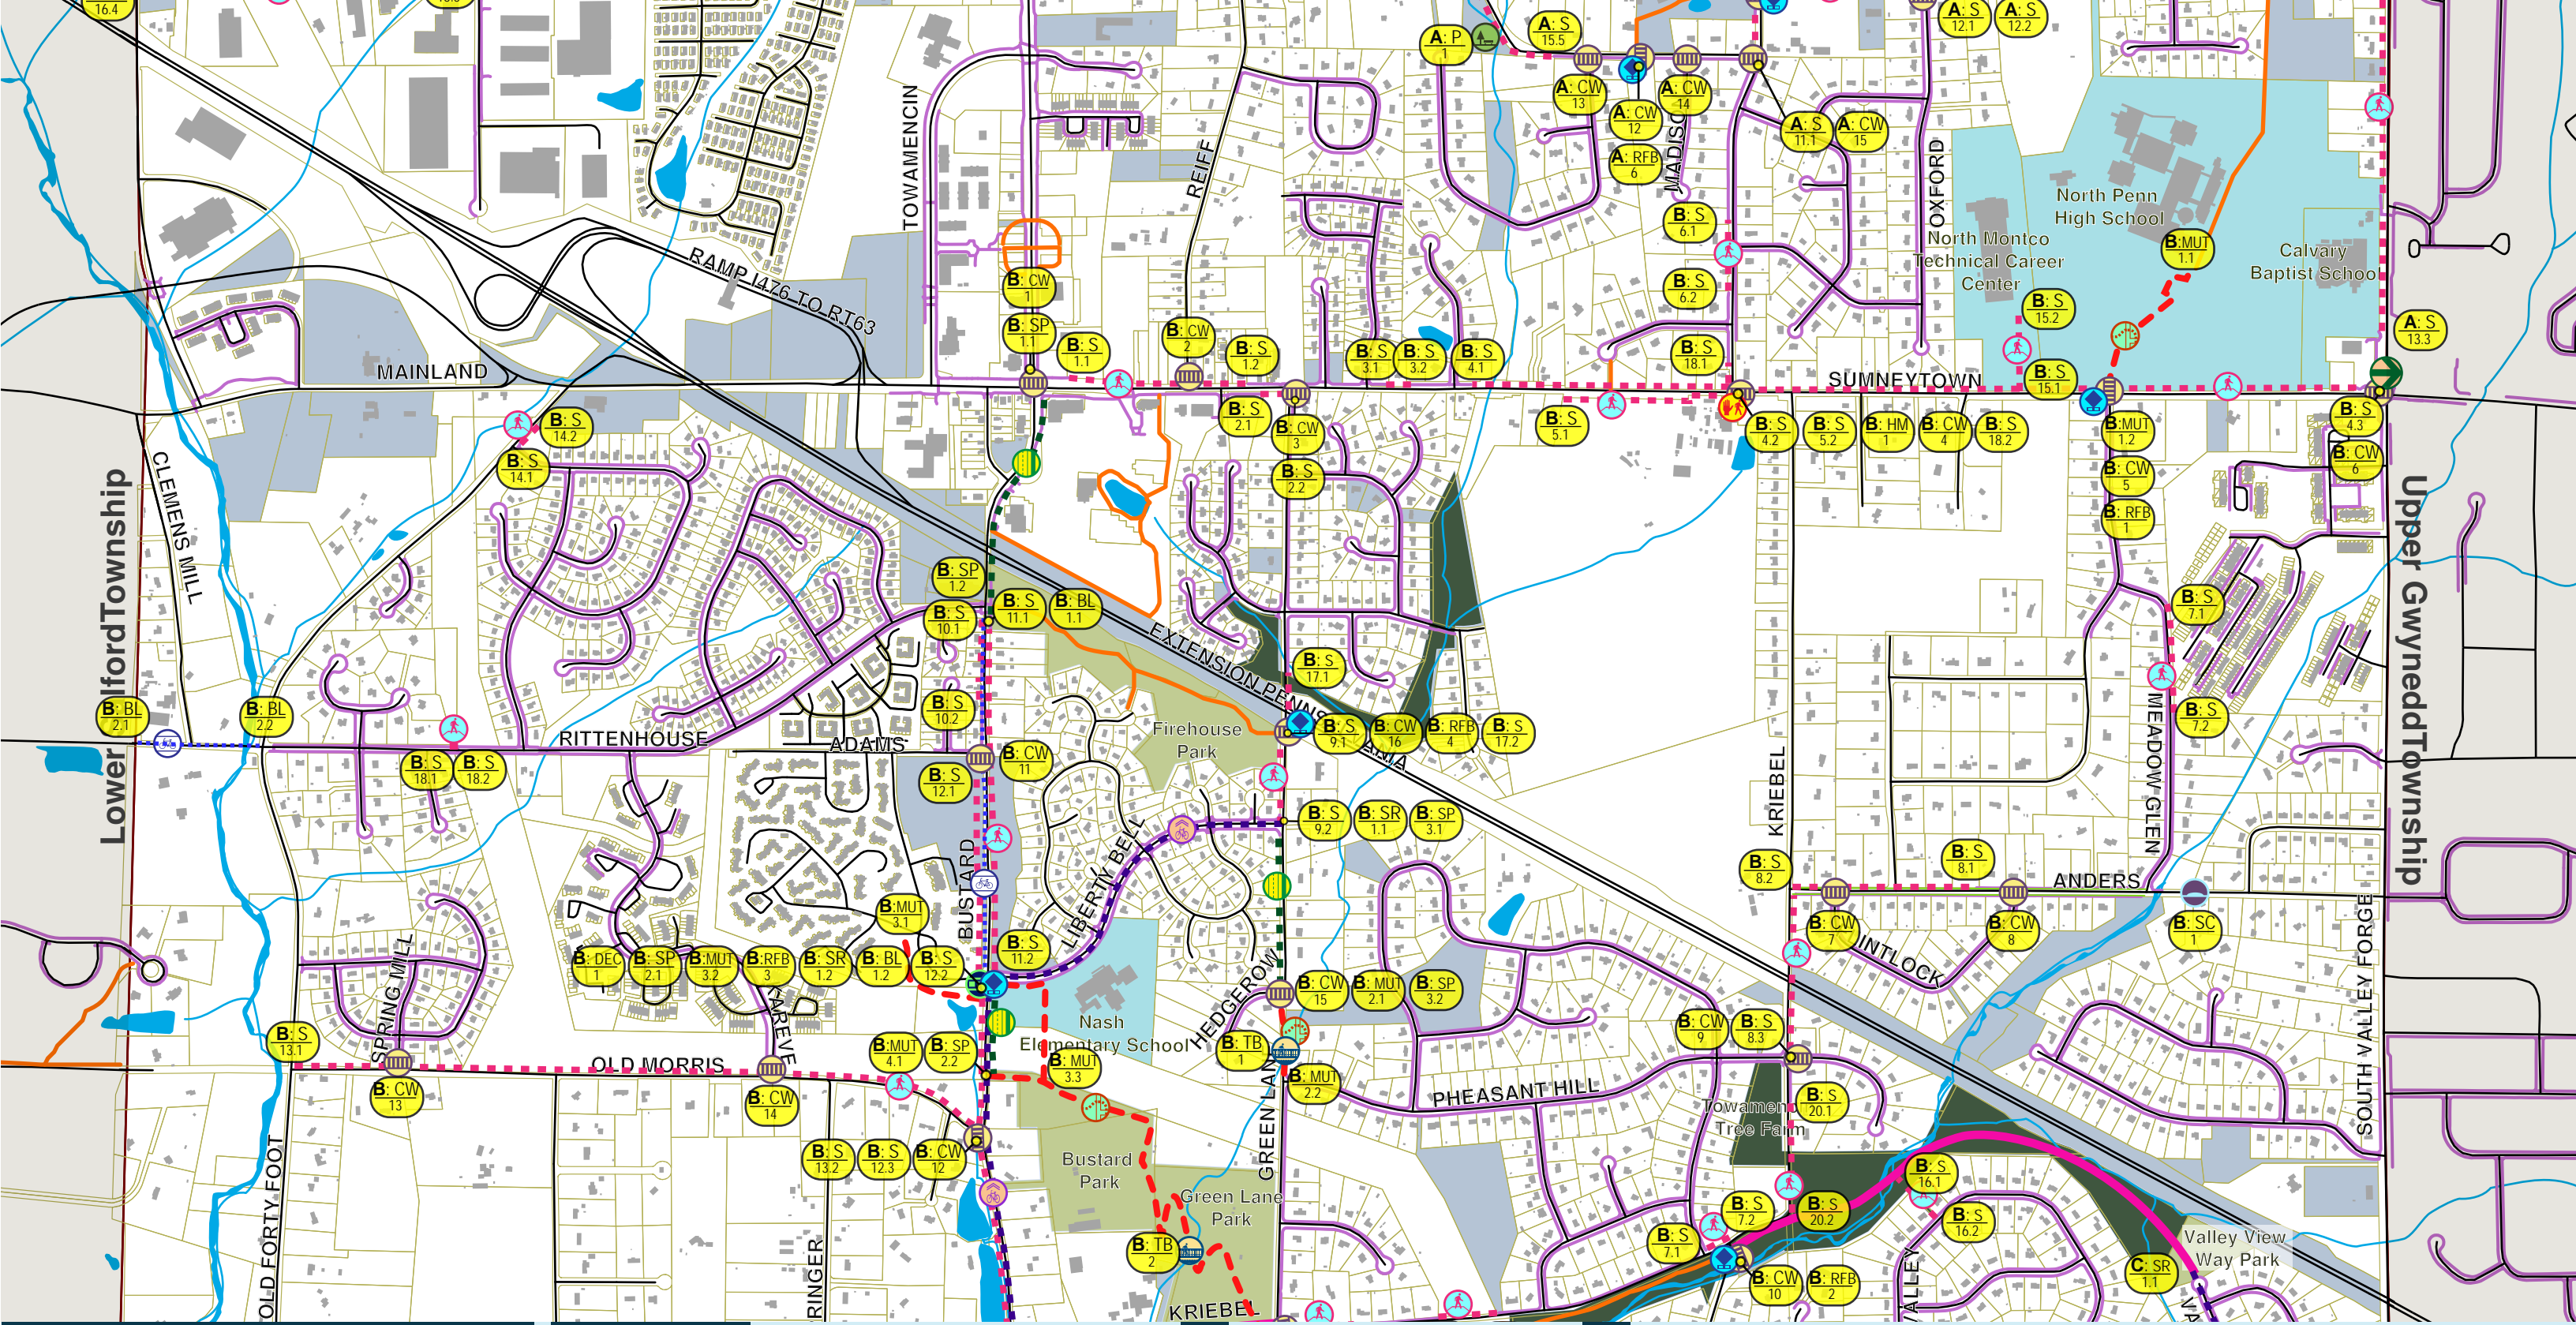 16.4
A: P
1
A: S
15.5
A: S
12.1
A: S
12.2
A: CW
13
A: CW
14
A: CW
12
A: RFB
6
A: S
11.1
A: CW
15
TOWAMENCIN
REIFF
OXFORD
North Penn
High School
B: S
6.1
North Montco
Technical Career
Center
B:MUT
1.1
Calvary
Baptist School
RAMP I476 TO RT63
B: CW
1
B: S
6.2
B: S
15.2
B: SP
1.1
B: S
1.1
B: CW
2
B: S
1.2
B: S
3.1
B: S
3.2
B: S
4.1
B: S
18.1
A: S
13.3
MAINLAND
SUMNEYTOWN
B: S
15.1
B: S
14.2
B: S
2.1
B: CW
3
B: S
5.1
B: S
4.2
B: S
5.2
B: HM
1
B: CW
4
B: S
18.2
B:MUT
1.2
B: S
4.3
B: S
14.1
B: S
2.2
B: CW
5
B: CW
6
B: RFB
1
CLEMENS MILL
Upper GwyneddTownship
B: SP
1.2
B: S
10.1
B: S
11.1
B: BL
1.1
B: S
7.1
B: S
17.1
B: BL
2.1
B: BL
2.2
B: S
10.2
Firehouse
Park
B: S
9.1
B: CW
16
B: RFB
4
B: S
17.2
B: S
7.2
RITTENHOUSE
ADAMS
B: S
18.1
B: S
18.2
B: CW
11
B: S
12.1
KRIEBEL
MEADOW GLEN
B: S
9.2
B: SR
1.1
B: SP
3.1
BUSTARD
LIBERTY BELL
B: S
8.2
B: S
8.1
ANDERS
B:MUT
3.1
B: CW
7
B: CW
8
B: SC
1
B: DEC
1
B: SP
2.1
B:MUT
3.2
B:RFB
3
B: SR
1.2
B: BL
1.2
B: S
12.2
B: S
11.2
SPRING MILL
HEDGEROW
B: CW
15
B: MUT
2.1
B: SP
3.2
B: S
13.1
Nash
Elementary School
B: CW
9
B: S
8.3
SOUTH VALLEY FORGE
OLD MORRIS
B:MUT
4.1
B: SP
2.2
B: MUT
3.3
B: TB
1
B: MUT
2.2
PHEASANT HILL
B: CW
13
B: CW
14
B: S
20.1
Tree Farm
GREEN LANE
B: S
13.2
B: S
12.3
B: CW
12
Bustard
Park
B: S
16.1
Green Lane
Park
B: S
7.2
B: S
20.2
B: S
16.2
B: TB
2
B: S
7.1
Valley View
Way Park
C: SR
1.1
B: CW
10
B: RFB
2
OLD FORTY FOOT
RINGER
KRIEBEL